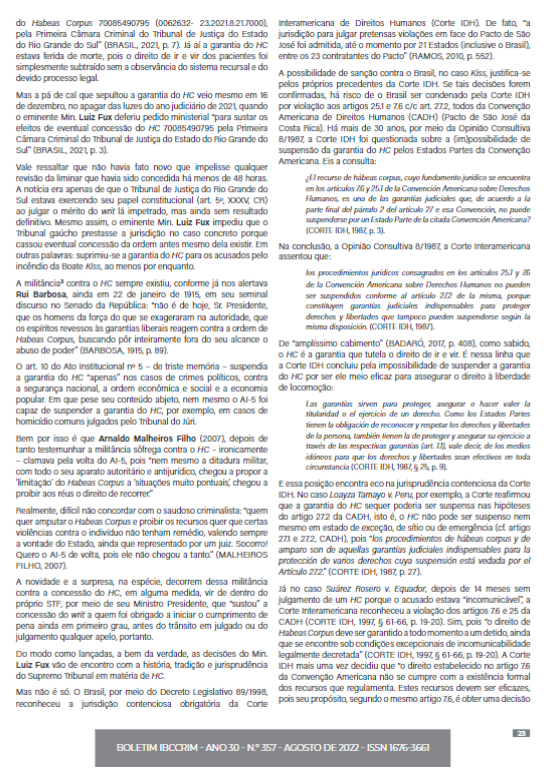 do Habeas Corpus 70085490795 (0062632- 23.2021.8.21.7000),
pela Primeira Câmara Criminal do Tribunal de Justiça do Estado
do Rio Grande do Sul” (BRASIL, 2021, p. 7). Já aí a garantia do HC
estava ferida de morte, pois o direito de ir e vir dos pacientes foi
simplesmente subtraído sem a observância do sistema recursal e do
devido processo legal.
Mas a pá de cal que sepultou a garantia do HC veio mesmo em 16
de dezembro, no apagar das luzes do ano judiciário de 2021, quando
o eminente Min. Luiz Fux deferiu pedido ministerial “para sustar os
efeitos de eventual concessão do HC 70085490795 pela Primeira
Câmara Criminal do Tribunal de Justiça do Estado do Rio Grande do
Sul” (BRASIL, 2021, p. 3).
Vale ressaltar que não havia fato novo que impelisse qualquer
revisão da liminar que havia sido concedida há menos de 48 horas.
A notícia era apenas de que o Tribunal de Justiça do Rio Grande do
Sul estava exercendo seu papel constitucional (art. 5º, XXXV, CR)
ao julgar o mérito do writ lá impetrado, mas ainda sem resultado
definitivo. Mesmo assim, o eminente Min. Luiz Fux impediu que o
Tribunal gaúcho prestasse a jurisdição no caso concreto porque
cassou eventual concessão da ordem antes mesmo dela existir. Em
outras palavras: suprimiu-se a garantia do HC para os acusados pelo
incêndio da Boate Kiss, ao menos por enquanto.
A militância³ contra o HC sempre existiu, conforme já nos alertava
Rui Barbosa, ainda em 22 de janeiro de 1915, em seu seminal
discurso no Senado da República: “não é de hoje, Sr. Presidente,
que os homens da força do que se exageraram na autoridade, que
os espíritos revessos às garantias liberais reagem contra a ordem de
Habeas Corpus, buscando pôr inteiramente fora do seu alcance o
abuso de poder” (BARBOSA, 1915, p. 89).
O art. 10 do Ato Institucional nº 5 – de triste memória – suspendia
a garantia do HC “apenas” nos casos de crimes políticos, contra
a segurança nacional, a ordem econômica e social e a economia
popular. Em que pese seu conteúdo abjeto, nem mesmo o AI-5 foi
capaz de suspender a garantia do HC, por exemplo, em casos de
homicídio comuns julgados pelo Tribunal do Júri.
Bem por isso é que Arnaldo Malheiros Filho (2007), depois de
tanto testemunhar a militância sôfrega contra o HC – ironicamente
– clamava pela volta do AI-5, pois “nem mesmo a ditadura militar,
com todo o seu aparato autoritário e antijurídico, chegou a propor a
‘limitação’ do Habeas Corpus a ‘situações muito pontuais’, chegou a
proibir aos réus o direito de recorrer.”
Realmente, difícil não concordar com o saudoso criminalista: “quem
quer amputar o Habeas Corpus e proibir os recursos quer que certas
violências contra o indivíduo não tenham remédio, valendo sempre
a vontade do Estado, ainda que representado por um juiz. Socorro!
Quero o AI-5 de volta, pois ele não chegou a tanto.” (MALHEIROS
FILHO, 2007).
A novidade e a surpresa, na espécie, decorrem dessa militância
contra a concessão do HC, em alguma medida, vir de dentro do
próprio STF, por meio de seu Ministro Presidente, que “sustou” a
concessão do writ a quem foi obrigado a iniciar o cumprimento de
pena ainda em primeiro grau, antes do trânsito em julgado ou do
julgamento qualquer apelo, portanto.
Do modo como lançadas, a bem da verdade, as decisões do Min.
Luiz Fux vão de encontro com a história, tradição e jurisprudência
do Supremo Tribunal em matéria de HC.
Mas não é só. O Brasil, por meio do Decreto Legislativo 89/1998,
reconheceu a jurisdição contenciosa obrigatória da Corte
Interamericana de Direitos Humanos (Corte IDH). De fato, “a
jurisdição para julgar pretensas violações em face do Pacto de São
José foi admitida, até o momento por 21 Estados (inclusive o Brasil),
entre os 23 contratantes do Pacto” (RAMOS, 2010, p. 552).
A possibilidade de sanção contra o Brasil, no caso Kiss, justifica-se
pelos próprios precedentes da Corte IDH. Se tais decisões forem
confirmadas, há risco de o Brasil ser condenado pela Corte IDH
por violação aos artigos 25.1 e 7.6 c/c art. 27.2, todos da Convenção
Americana de Direitos Humanos (CADH) (Pacto de São José da
Costa Rica). Há mais de 30 anos, por meio da Opinião Consultiva
8/1987, a Corte IDH foi questionada sobre a (im)possibilidade de
suspensão da garantia do HC pelos Estados Partes da Convenção
Americana. Eis a consulta:
¿El recurso de hábeas corpus, cuyo fundamento jurídico se encuentra
en los artículos 7.6 y 25.1 de la Convención Americana sobre Derechos
Humanos, es una de las garantías judiciales que, de acuerdo a la
parte final del párrafo 2 del artículo 27 e esa Convención, no puede
suspenderse por un Estado Parte de la citada Convención Americana?
(CORTE IDH, 1987, p. 3).
Na conclusão, a Opinião Consultiva 8/1987, a Corte Interamericana
assentou que:
los procedimientos jurídicos consagrados en los artículos 25.1 y 7.6
de la Convención Americana sobre Derechos Humanos no pueden
ser suspendidos conforme al artículo 27.2 de la misma, porque
constituyen garantías judiciales indispensables para proteger
derechos y libertades que tampoco pueden suspenderse según la
misma disposición. (CORTE IDH, 1987).
De “amplíssimo cabimento” (BADARÓ, 2017, p. 408), como sabido,
o HC é a garantia que tutela o direito de ir e vir. É nessa linha que
a Corte IDH concluiu pela impossibilidade de suspender a garantia
do HC por ser ele meio eficaz para assegurar o direito à liberdade
de locomoção:
Las garantías sirven para proteger, asegurar o hacer valer la
titularidad o el ejercicio de un derecho. Como los Estados Partes
tienen la obligación de reconocer y respetar los derechos y libertades
de la persona, también tienen la de proteger y asegurar su ejercicio a
través de las respectivas garantías (art. 1.1), vale decir, de los medios
idóneos para que los derechos y libertades sean efectivos en toda
circunstancia (CORTE IDH, 1987, § 25, p. 9).
E essa posição encontra eco na jurisprudência contenciosa da Corte
IDH. No caso Loayza Tamayo v. Peru, por exemplo, a Corte reafirmou
que a garantia do HC sequer poderia ser suspensa nas hipóteses
do artigo 27.2 da CADH, isto é, o HC não pode ser suspenso nem
mesmo em estado de exceção, de sítio ou de emergência (cf. artigo
27.1 e 27.2, CADH), pois “los procedimientos de hábeas corpus y de
amparo son de aquellas garantías judiciales indispensables para la
protección de varios derechos cuya suspensión está vedada por el
Artículo 27.2.” (CORTE IDH, 1987, p. 27).
Já no caso Suárez Rosero v. Equador, depois de 14 meses sem
julgamento de um HC porque o acusado estava “incomunicável”, a
Corte Interamericana reconheceu a violação dos artigos 7.6 e 25 da
CADH (CORTE IDH, 1997, § 61-66, p. 19-20). Sim, pois “o direito de
Habeas Corpus deve ser garantido a todo momento a um detido, ainda
que se encontre sob condições excepcionais de incomunicabilidade
legalmente decretada” (CORTE IDH, 1997, § 61-66, p. 19-20). A Corte
IDH mais uma vez decidiu que “o direito estabelecido no artigo 7.6
da Convenção Americana não se cumpre com a existência formal
dos recursos que regulamenta. Estes recursos devem ser eficazes,
pois seu propósito, segundo o mesmo artigo 7.6, é obter uma decisão
23
BOLETIM IBCCRIM - ANO 30 - N.º 357 - AGOSTO DE 2022 - ISSN 1676-3661